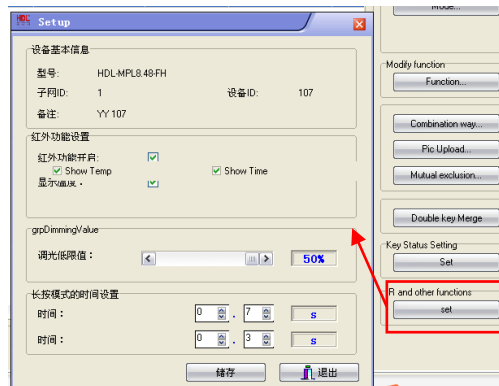 HDL Setup
设备基本信息
型号: HDL-MPL8.48-FH
子网ID: 1 设备ID: 107
备注: YY 107
红外功能设置
红外功能开启:
Show Temp Show Time
显示温度:
grpDimmingValue
调光低限值: 50%
长按模式的时间设置
时间: 0 . 7 s
时间: 0 . 3 s
储存 退出
Mode...
Modify function
Function...
Combination way...
Pic Upload...
Mutual exclusion...
Double key Merge
Key Status Setting
Set
R and other functions
set